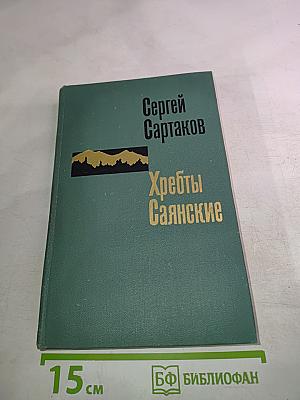 Сергей
Сартаков
Хребты
Саянские
15 см
БФ БИБЛИОФАН